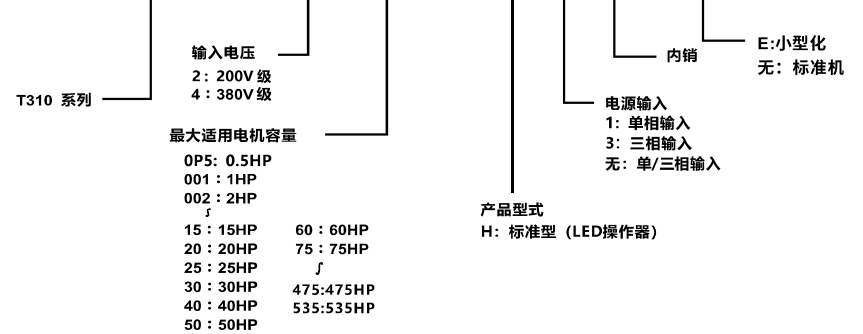 E:小型化
无：标准机
内销
输入电压
2：200V 级
4：380V 级
T310 系列
电源输入
1：单相输入
3：三相输入
无：单/三相输入
最大适用电机容量
0P5：0.5HP
001：1HP
002：2HP
∫
15：15HP
20：20HP
25：25HP
30：30HP
40：40HP
50：50HP
60：60HP
75：75HP
∫
475:475HP
535:535HP
产品型式
H：标准型（LED操作器）